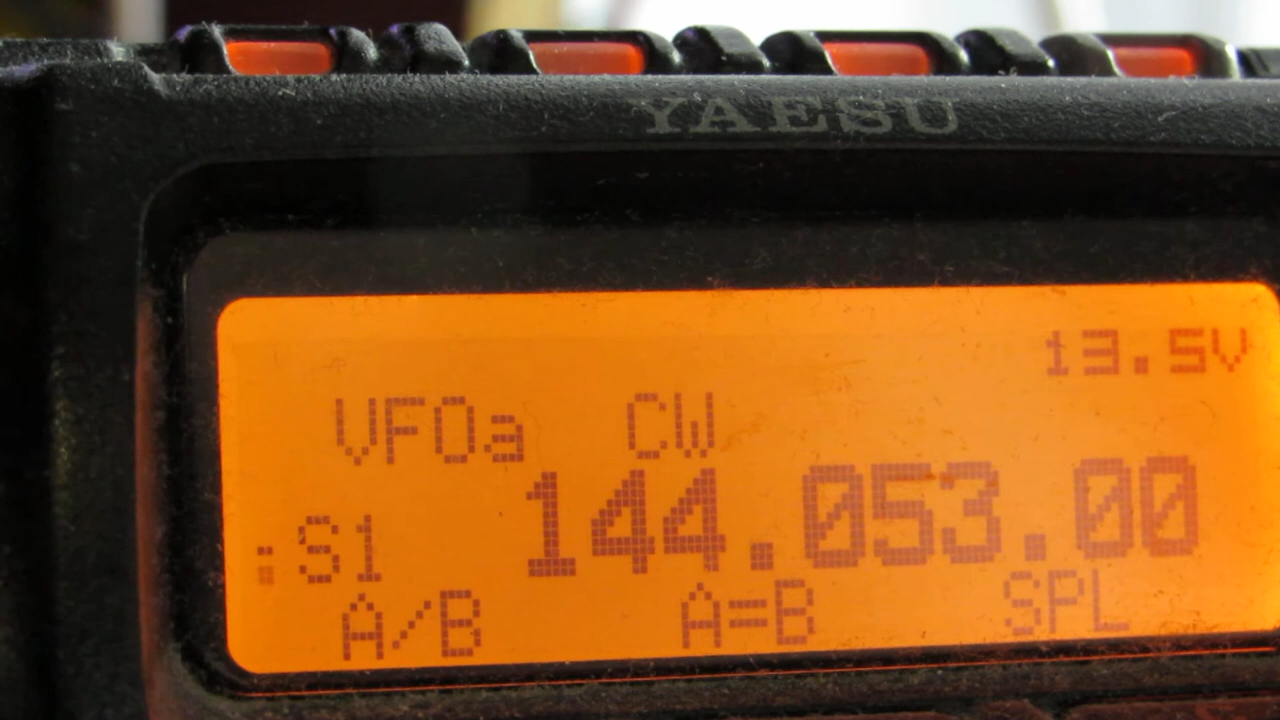 YAESU
13.5V
VFOa CW
144.053.00
:S1
A/B A=B SPL